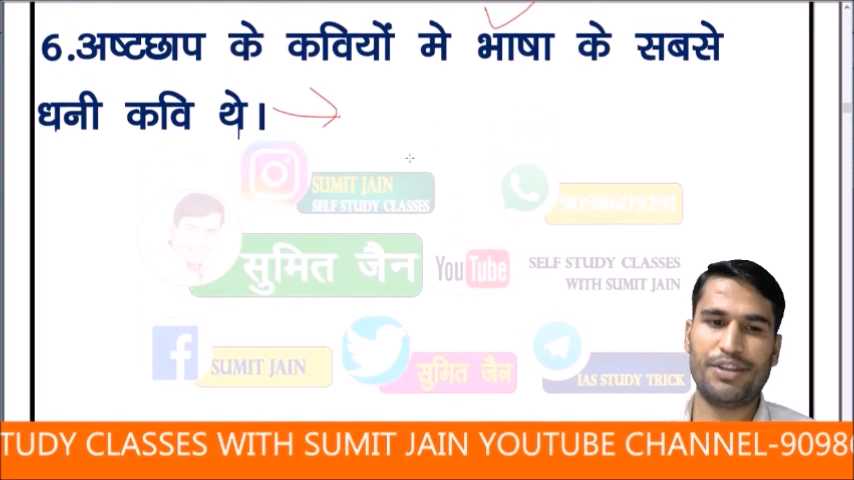 6.अष्टछाप के कवियों मे भाषा के सबसे
धनी कवि थे।
SUMIT JAIN
SELF STUDY CLASSES
9098609291
सुमित जैन
YouTube
SELF STUDY CLASSES
WITH SUMIT JAIN
SUMIT JAIN
सुमित जैन
IAS STUDY TRICK
TUDY CLASSES WITH SUMIT JAIN YOUTUBE CHANNEL-9098